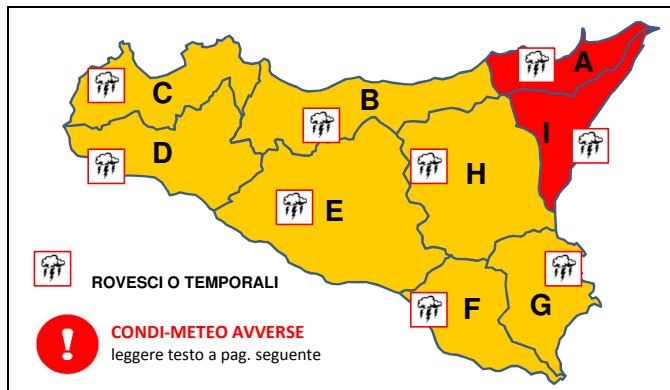 A
B
C
I
D
H
E
ROVESCI O TEMPORALI
F
G
CONDI-METEO AVVERSE
leggere testo a pag. seguente